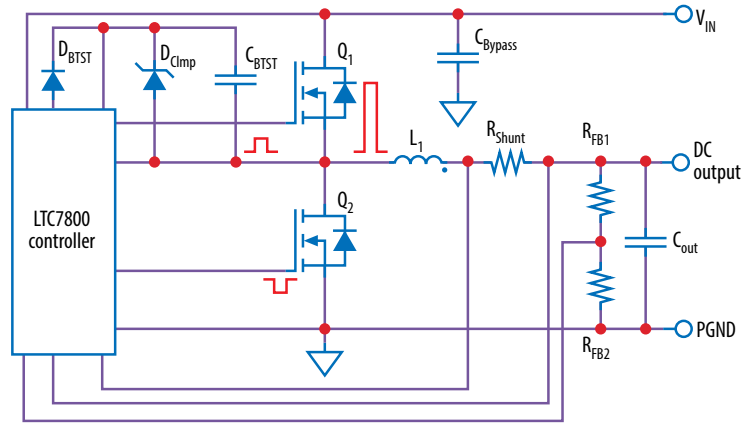 V_IN
D_BTST
D_Clmp
C_BTST
Q_1
C_Bypass
L_1
R_Shunt
R_FB1
DC
output
LTC7800
controller
Q_2
C_out
R_FB2
PGND